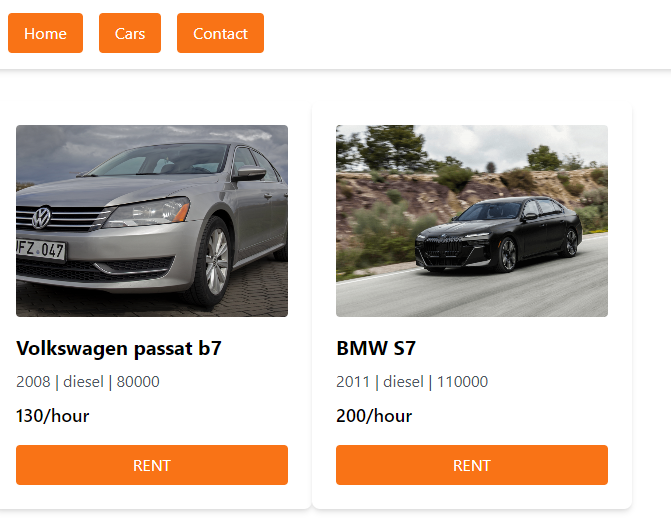 Home Cars Contact
UFZ 047
Volkswagen passat b7
2008 | diesel | 80000
130/hour
RENT
BMW S7
2011 | diesel | 110000
200/hour
RENT